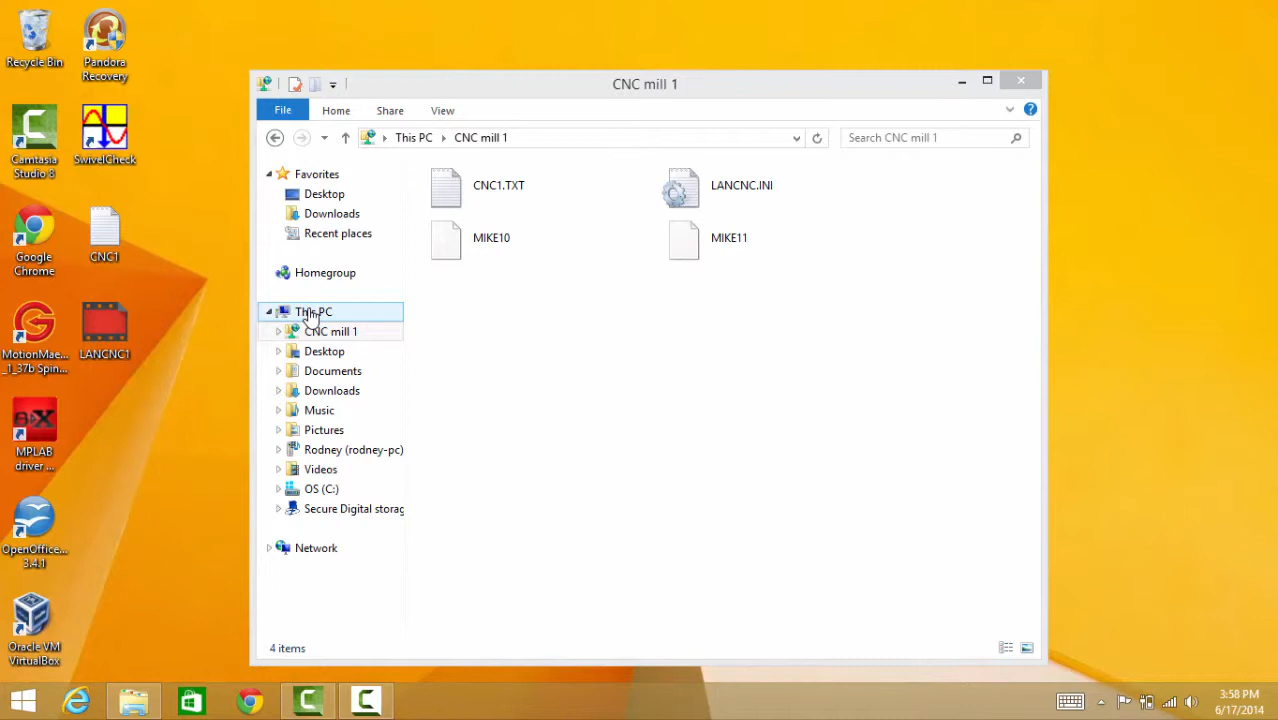 Recycle Bin
Pandora
Recovery
Camtasia
Studio 8
SwivelCheck
Google
Chrome
CNC1
MotionMae...
_1_37b Spin...
LANCNC1
MPLAB
driver ...
OpenOffice...
3.4.1
Oracle VM
VirtualBox
CNC mill 1
File
Home
Share
View
This PC
CNC mill 1
Search CNC mill 1
Favorites
Desktop
Downloads
Recent places
Homegroup
This PC
CNC mill 1
Desktop
Documents
Downloads
Music
Pictures
Rodney (rodney-pc)
Videos
OS (C:)
Secure Digital storag
Network
CNC1.TXT
LANCNC.INI
MIKE10
MIKE11
4 items
3:58 PM
6/17/2014